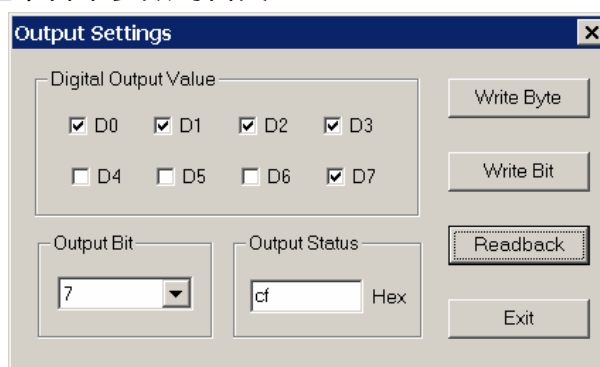 Output Settings
Digital Output Value
D0 D1 D2 D3
D4 D5 D6 D7
Output Bit
7
Output Status
cf Hex
Write Byte
Write Bit
Readback
Exit